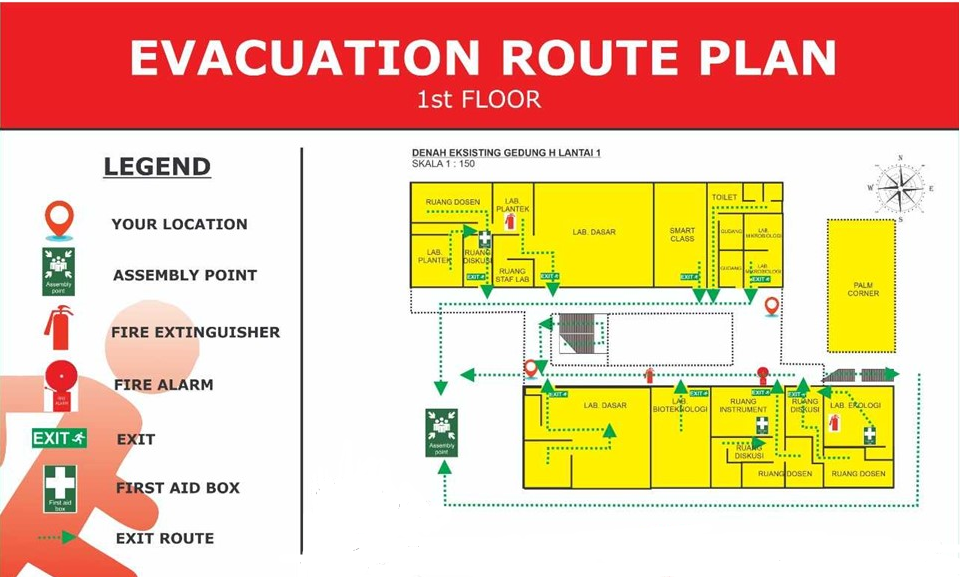 EVACUATION ROUTE PLAN
1st FLOOR
LEGEND
YOUR LOCATION
Assembly
point
ASSEMBLY POINT
FIRE EXTINGUISHER
FIRE ALARM
EXIT
EXIT
First aid
box
FIRST AID BOX
EXIT ROUTE
DENAH EKSISTING GEDUNG H LANTAI 1
SKALA 1 : 150
N
W
E
S
RUANG DOSEN
LAB.
PLANTEK
LAB.
PLANTEK
RUANG
DISKUSI
EXIT
RUANG
STAF LAB
EXIT
LAB. DASAR
SMART
CLASS
EXIT
TOILET
GUDANG
LAB.
MIKROBIOLOGI
GUDANG
LAB.
MIKROBIOLOGI
EXIT
PALM
CORNER
Assembly
point
EXIT
LAB. DASAR
EXIT
LAB.
BIOTEKNOLOGI
EXIT
RUANG
INSTRUMENT
RUANG
DISKUSI
EXIT
RUANG
DISKUSI
EXIT
LAB. EKOLOGI
RUANG DOSEN
RUANG DOSEN